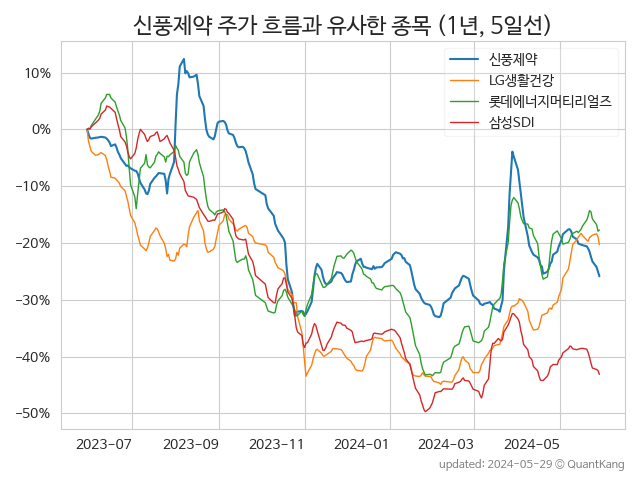 신풍제약 주가 흐름과 유사한 종목 (1년, 5일선)
신풍제약
LG생활건강
롯데에너지머티리얼즈
삼성SDI
10%
0%
−10%
−20%
−30%
−40%
−50%
2023-07 2023-09 2023-11 2024-01 2024-03 2024-05
updated: 2024-05-29 © QuantKang